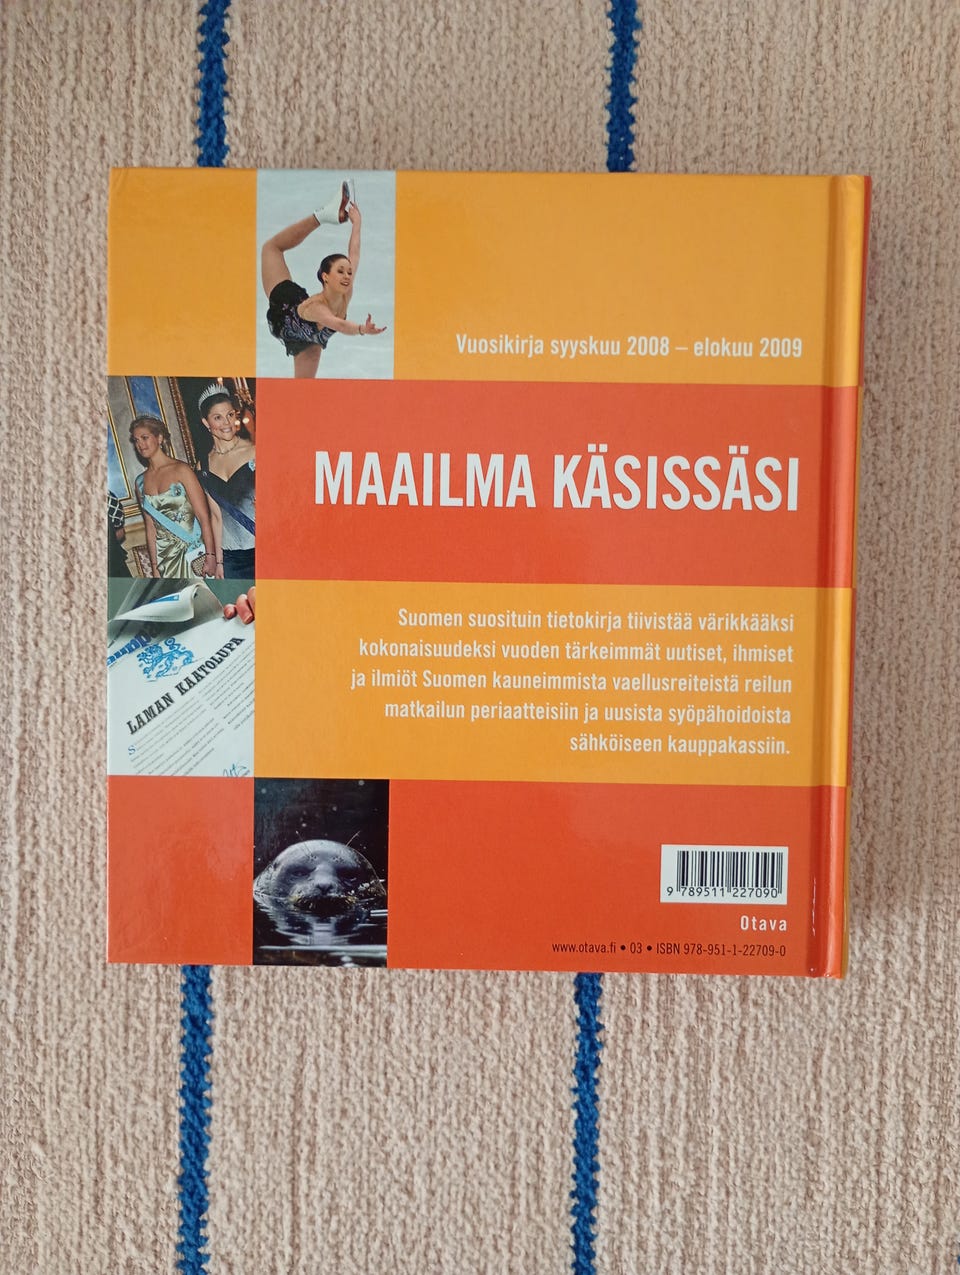 Vuosikirja syyskuu 2008 – elokuu 2009
MAAILMA KÄSISSÄSI
LAMAN KAATOLUPA
Suomen suosituin tietokirja tiivistää värikkääksi
kokonaisuudeksi vuoden tärkeimmät uutiset, ihmiset
ja ilmiöt Suomen kauneimmista vaellusreiteistä reilun
matkailun periaatteisiin ja uusista syöpähoidoista
sähköiseen kauppakassiin.
9 789511 227090
Otava
www.otava.fi • 03 • ISBN 978-951-1-22709-0